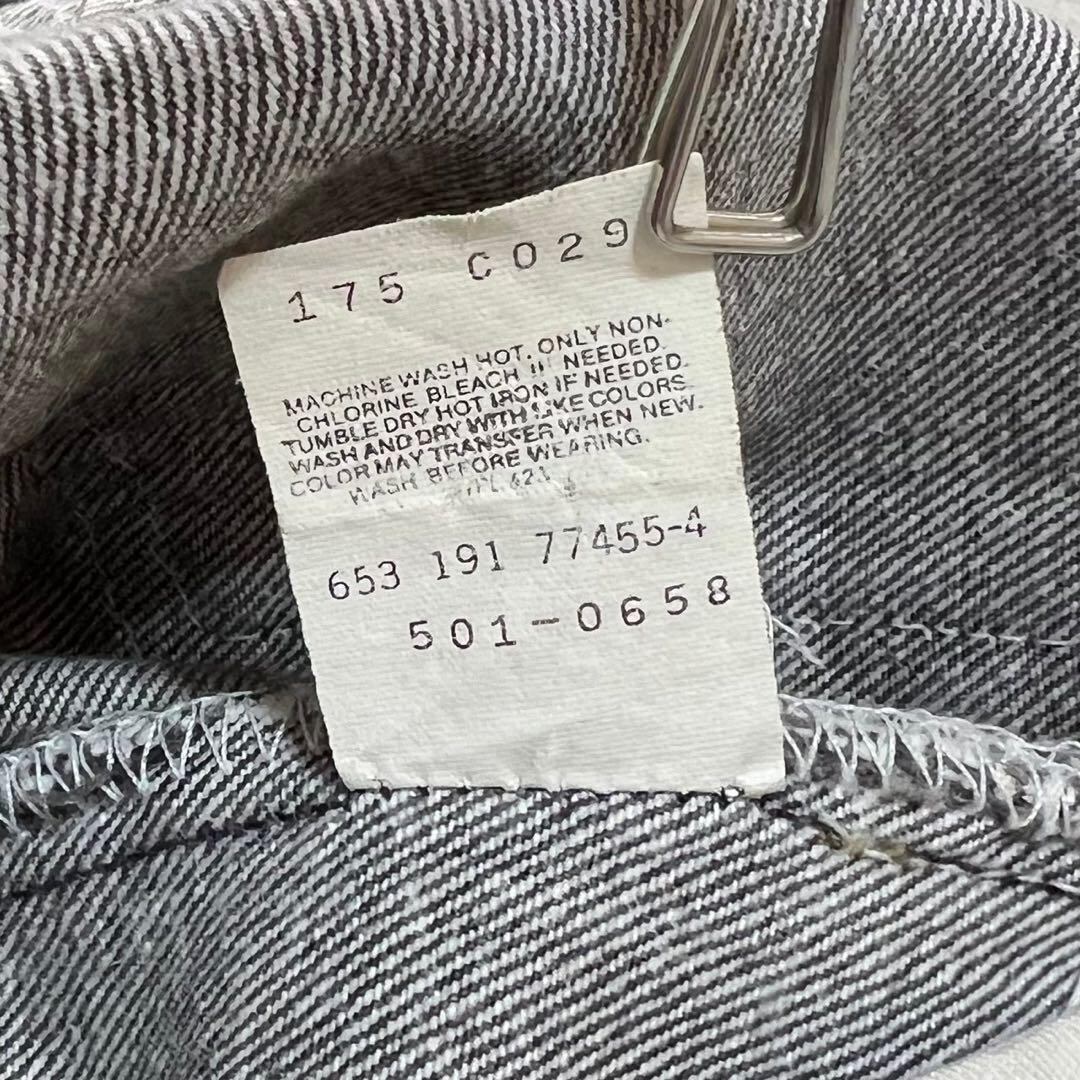 175 C029
MACHINE WASH HOT. ONLY NON-
CHLORINE BLEACH IF NEEDED.
TUMBLE DRY HOT IRON IF NEEDED.
WASH AND DRY WITH LIKE COLORS
COLOR MAY TRANSFER WHEN NEW.
WASH BEFORE WEARING.
653 191 77455-4
501-0658